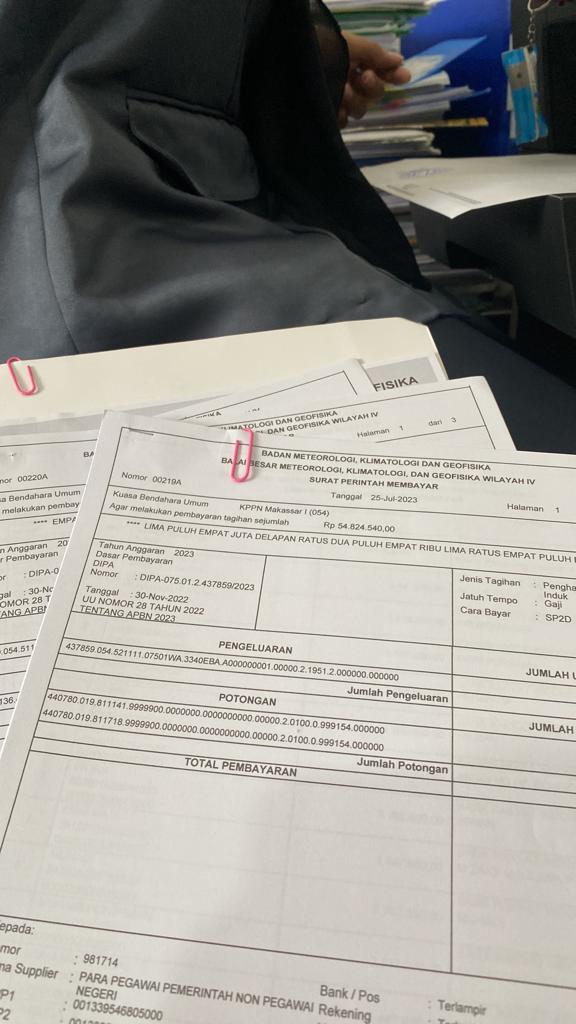 FISIKA
KLIMATOLOGI DAN GEOFISIKA
DAN GEOFISIKA WILAYAH IV
Halaman 1 dari 3
BADAN METEOROLOGI, KLIMATOLOGI DAN GEOFISIKA
BALAI BESAR METEOROLOGI, KLIMATOLOGI, DAN GEOFISIKA WILAYAH IV
SURAT PERINTAH MEMBAYAR
Nomor 00219A Tanggal 25-Jul-2023 Halaman 1
Kuasa Bendahara Umum KPPN Makassar I (054)
Agar melakukan pembayaran tagihan sejumlah Rp 54.824.540,00
**** LIMA PULUH EMPAT JUTA DELAPAN RATUS DUA PULUH EMPAT RIBU LIMA RATUS EMPAT PULUH
Tahun Anggaran 2023
Dasar Pembayaran
DIPA
Nomor : DIPA-075.01.2.437859/2023
Tanggal : 30-Nov-2022
UU NOMOR 28 TAHUN 2022
TENTANG APBN 2023
Jenis Tagihan : Pengha
Induk
Jatuh Tempo : Gaji
Cara Bayar : SP2D
PENGELUARAN JUMLAH U
437859.054.521111.07501WA.3340EBA.A000000001.00000.2.1951.2.000000.000000
Jumlah Pengeluaran
POTONGAN JUMLAH
440780.019.811141.9999900.0000000.0000000000.00000.2.0100.0.999154.000000
440780.019.811718.9999900.0000000.0000000000.00000.2.0100.0.999154.000000
Jumlah Potongan
TOTAL PEMBAYARAN
epada:
mor : 981714
na Supplier : PARA PEGAWAI PEMERINTAH NON PEGAWAI
NEGERI
P1 : 001339546805000
P2
Bank / Pos : Terlampir
Rekening
mor 00220A BA
a Bendahara Umum
melakukan pembay
**** EMPA
n Anggaran 20
Pembayaran
or : DIPA-0
gal : 30-No
OMOR 28 T
ANG APBN
.054.511
136.